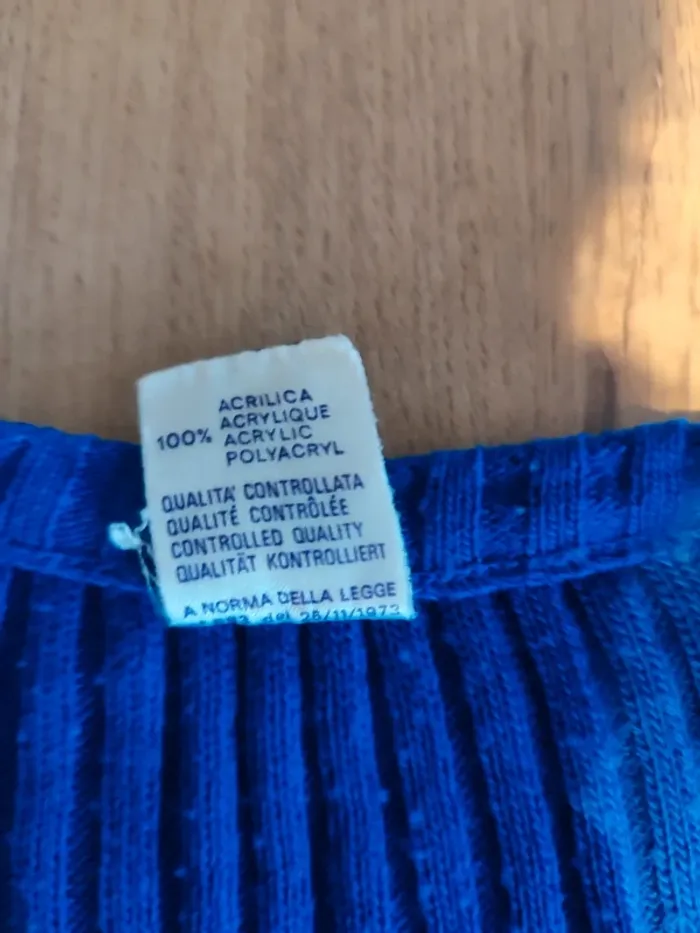 ACRILICA
ACRYLIQUE
100% ACRYLIC
POLYACRYL
QUALITA' CONTROLLATA
QUALITÉ CONTRÔLÉE
CONTROLLED QUALITY
QUALITÄT KONTROLLIERT
A NORMA DELLA LEGGE
del 26/11/1973